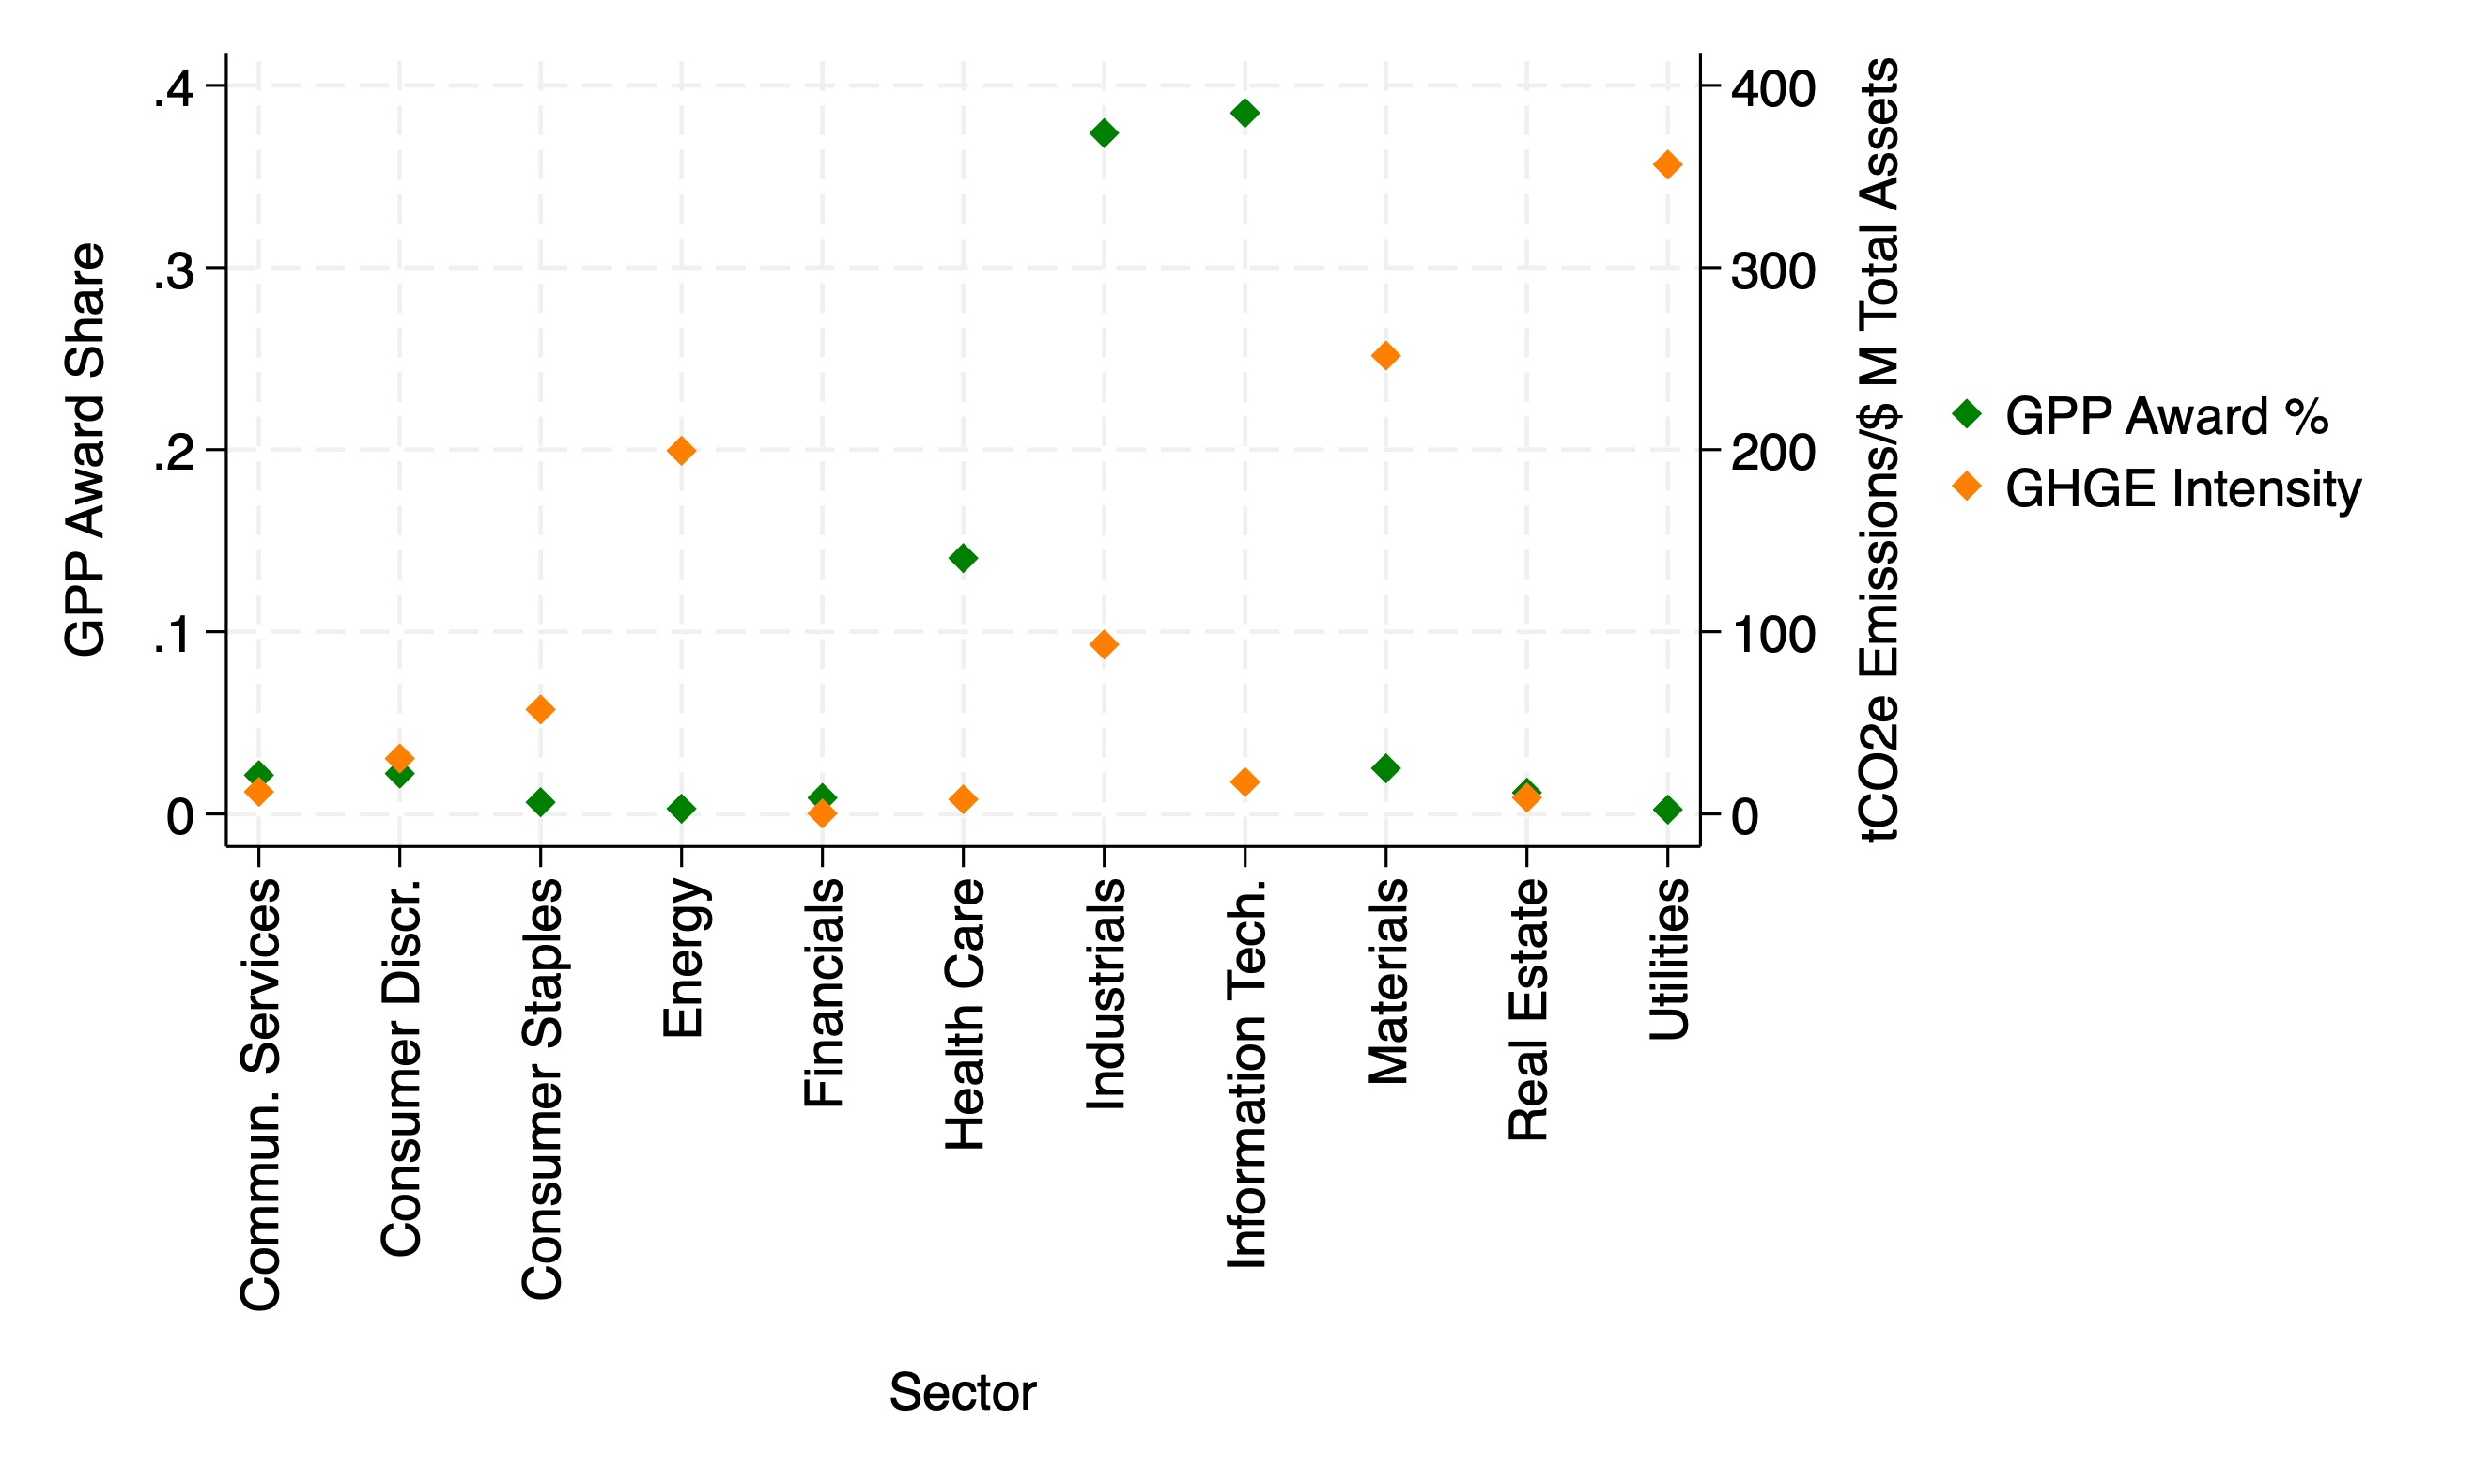 GPP Award Share
.4
.3
.2
.1
0
400
300
200
100
0
tCO2e Emissions/$ M Total Assets
GPP Award %
GHGE Intensity
Commun. Services
Consumer Discr.
Consumer Staples
Energy
Financials
Health Care
Industrials
Information Tech.
Materials
Real Estate
Utilities
Sector